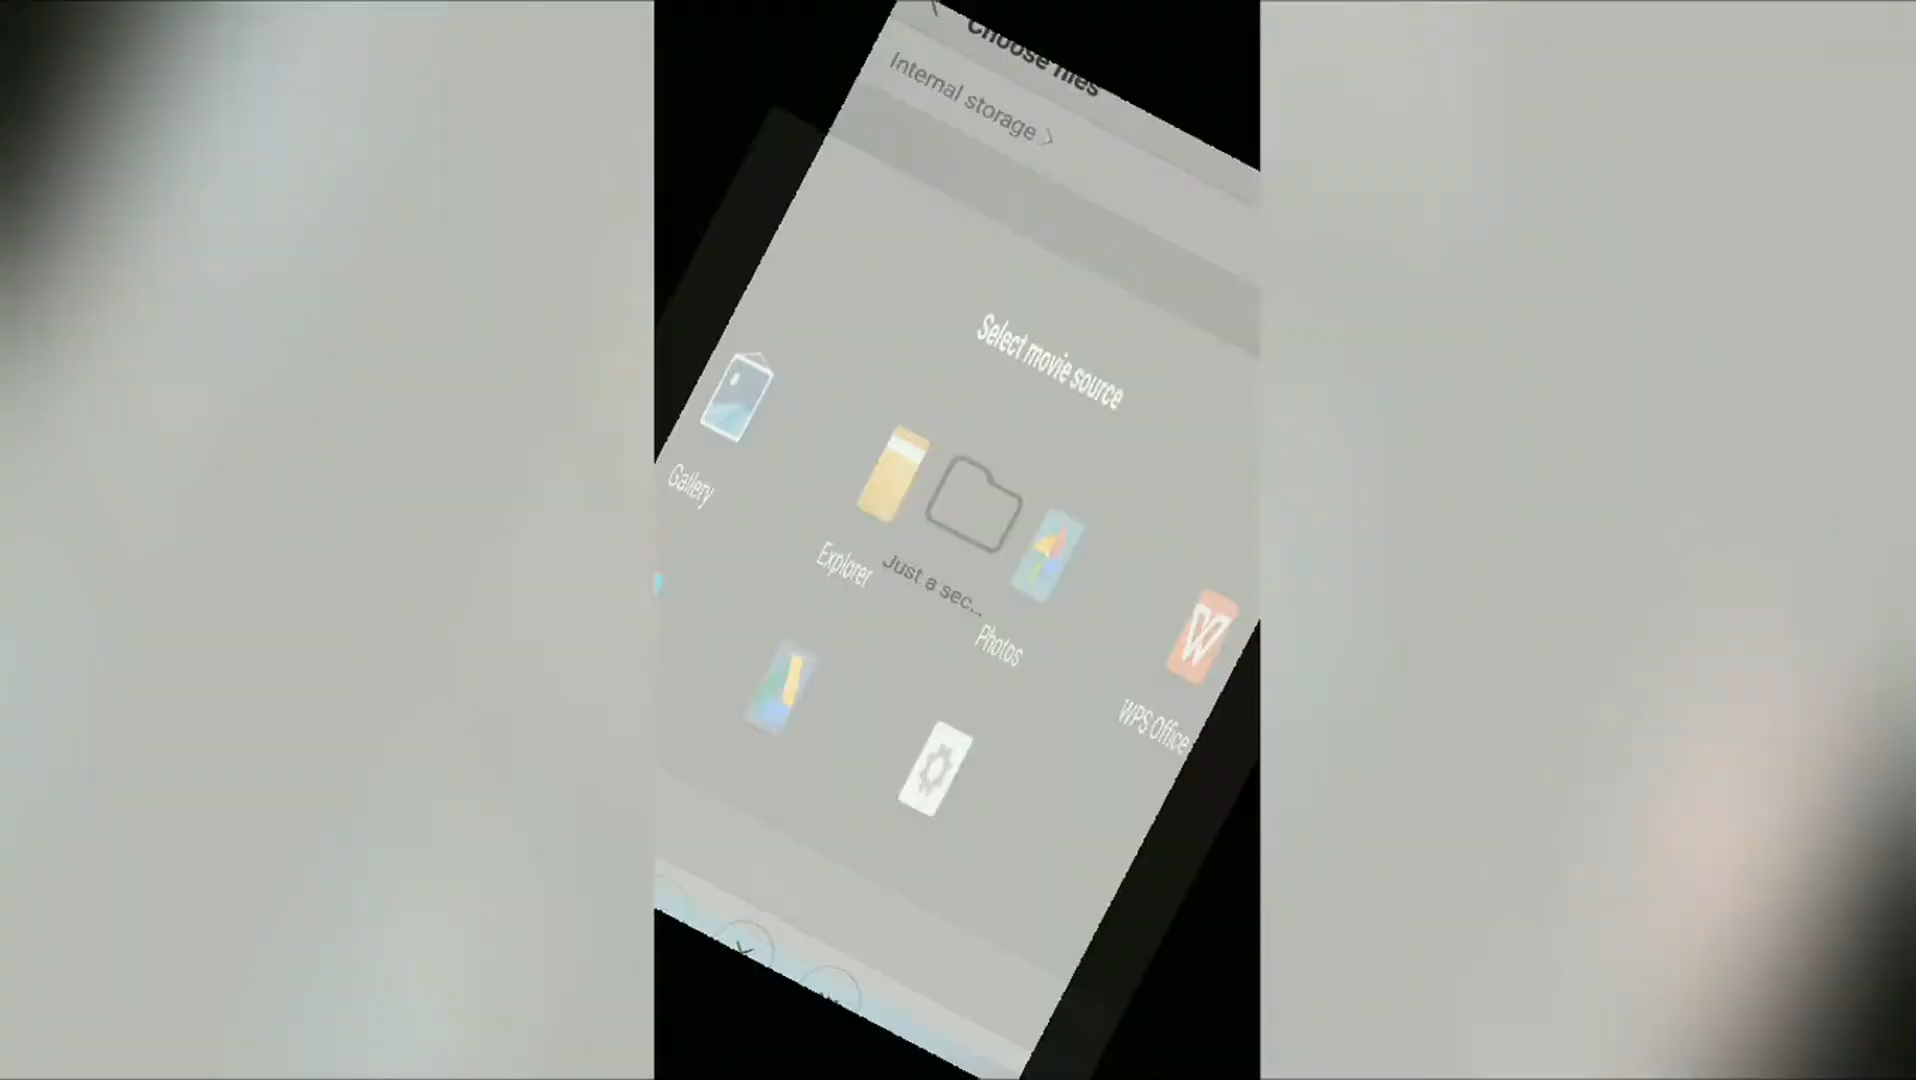 Choose files
Internal storage >
Select movie source
Gallery
Explorer
Just a sec...
Photos
WPS Office